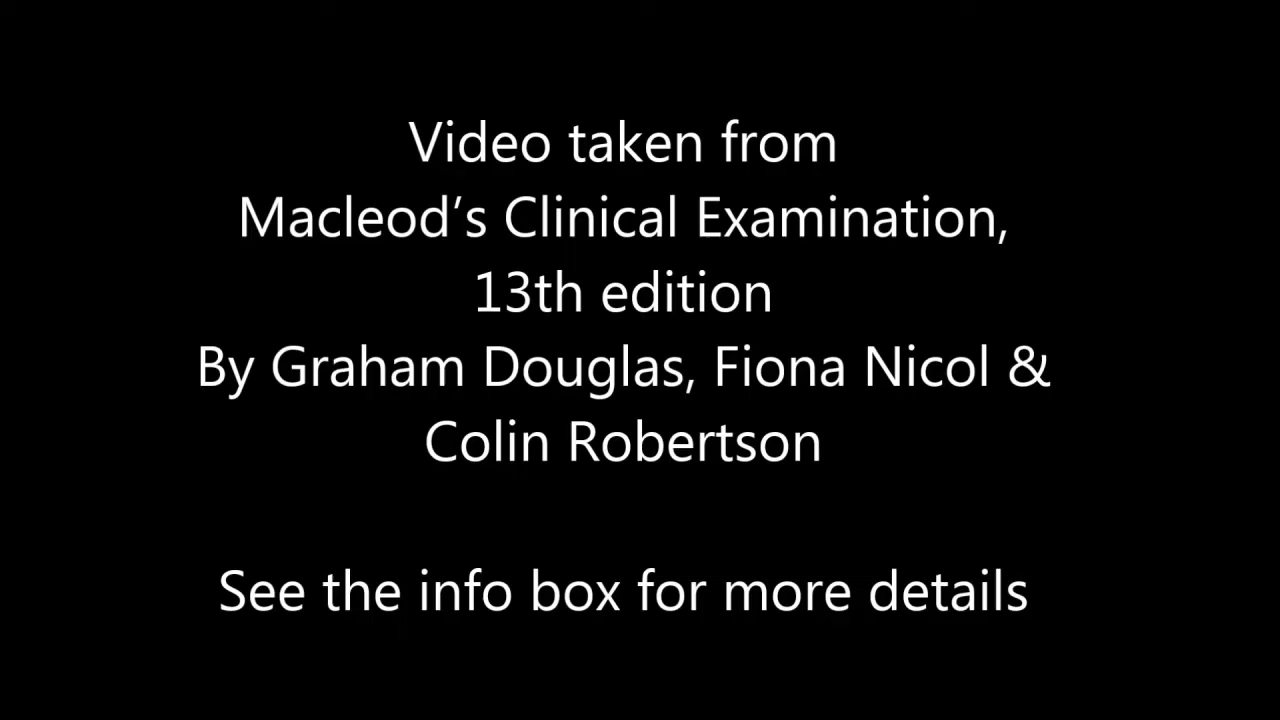 Video taken from
Macleod’s Clinical Examination,
13th edition
By Graham Douglas, Fiona Nicol &
Colin Robertson
See the info box for more details